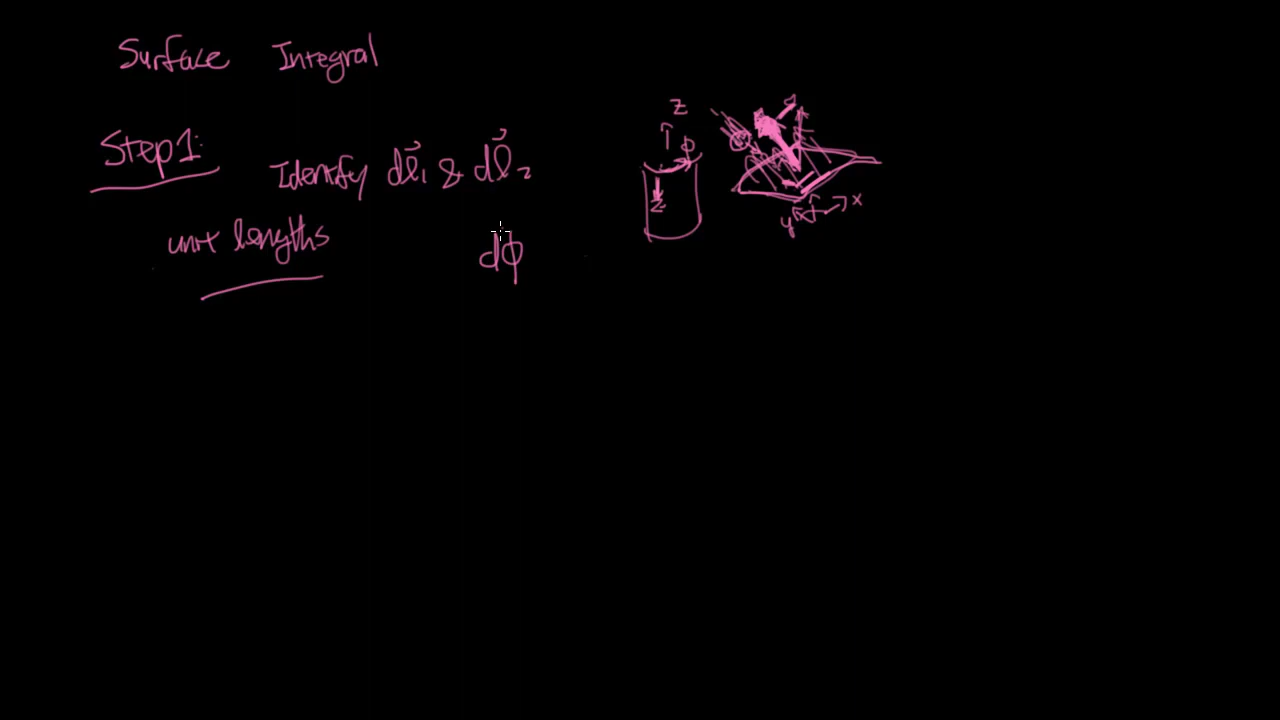 Surface Integral
Step 1: Identify dl⃗₁ & dl⃗₂
unit lengths
dϕ
z
ϕ
z
x
y